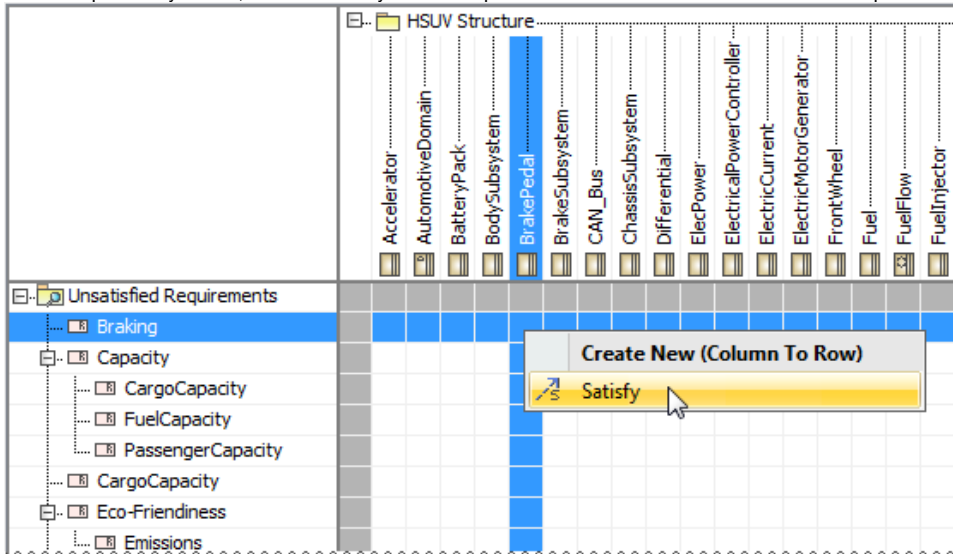 HSUV Structure
Accelerator
AutomotiveDomain
BatteryPack
BodySubsystem
BrakePedal
BrakeSubsystem
CAN_Bus
ChassisSubsystem
Differential
ElecPower
ElectricalPowerController
ElectricCurrent
ElectricMotorGenerator
FrontWheel
Fuel
FuelFlow
FuelInjector
Unsatisfied Requirements
Braking
Capacity
CargoCapacity
FuelCapacity
PassengerCapacity
CargoCapacity
Eco-Friendiness
Emissions
Create New (Column To Row)
Satisfy